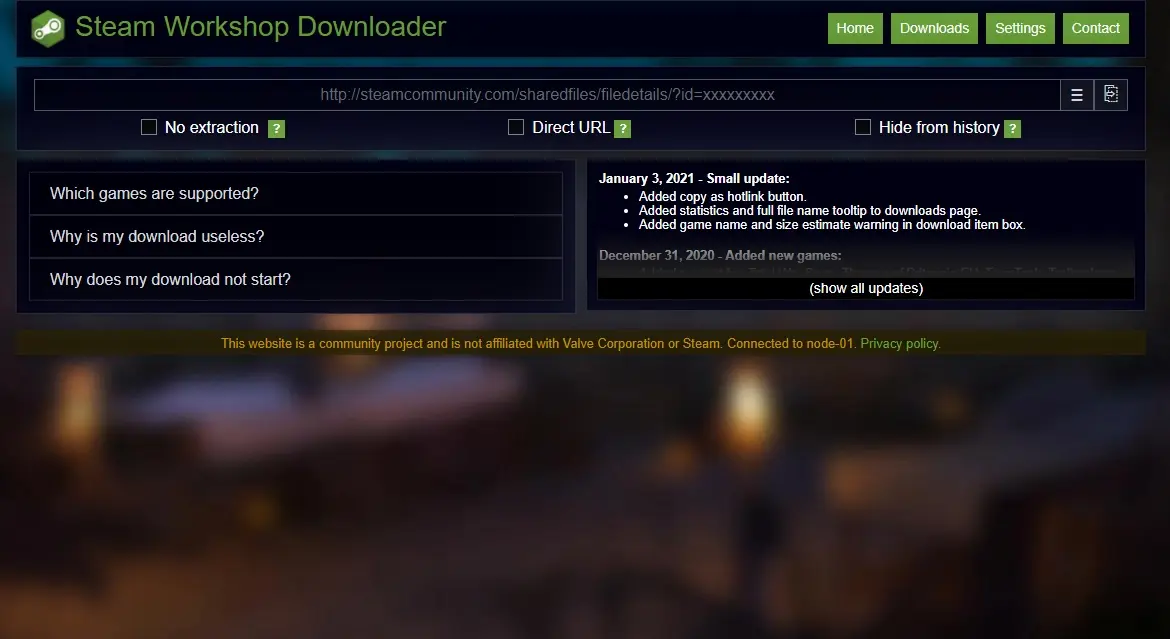 Steam Workshop Downloader
Home
Downloads
Settings
Contact
http://steamcommunity.com/sharedfiles/filedetails/?id=xxxxxxxxx
No extraction ?
Direct URL ?
Hide from history ?
Which games are supported?
Why is my download useless?
Why does my download not start?
January 3, 2021 - Small update:
Added copy as hotlink button.
Added statistics and full file name tooltip to downloads page.
Added game name and size estimate warning in download item box.
December 31, 2020 - Added new games:
(show all updates)
This website is a community project and is not affiliated with Valve Corporation or Steam. Connected to node-01. Privacy policy.